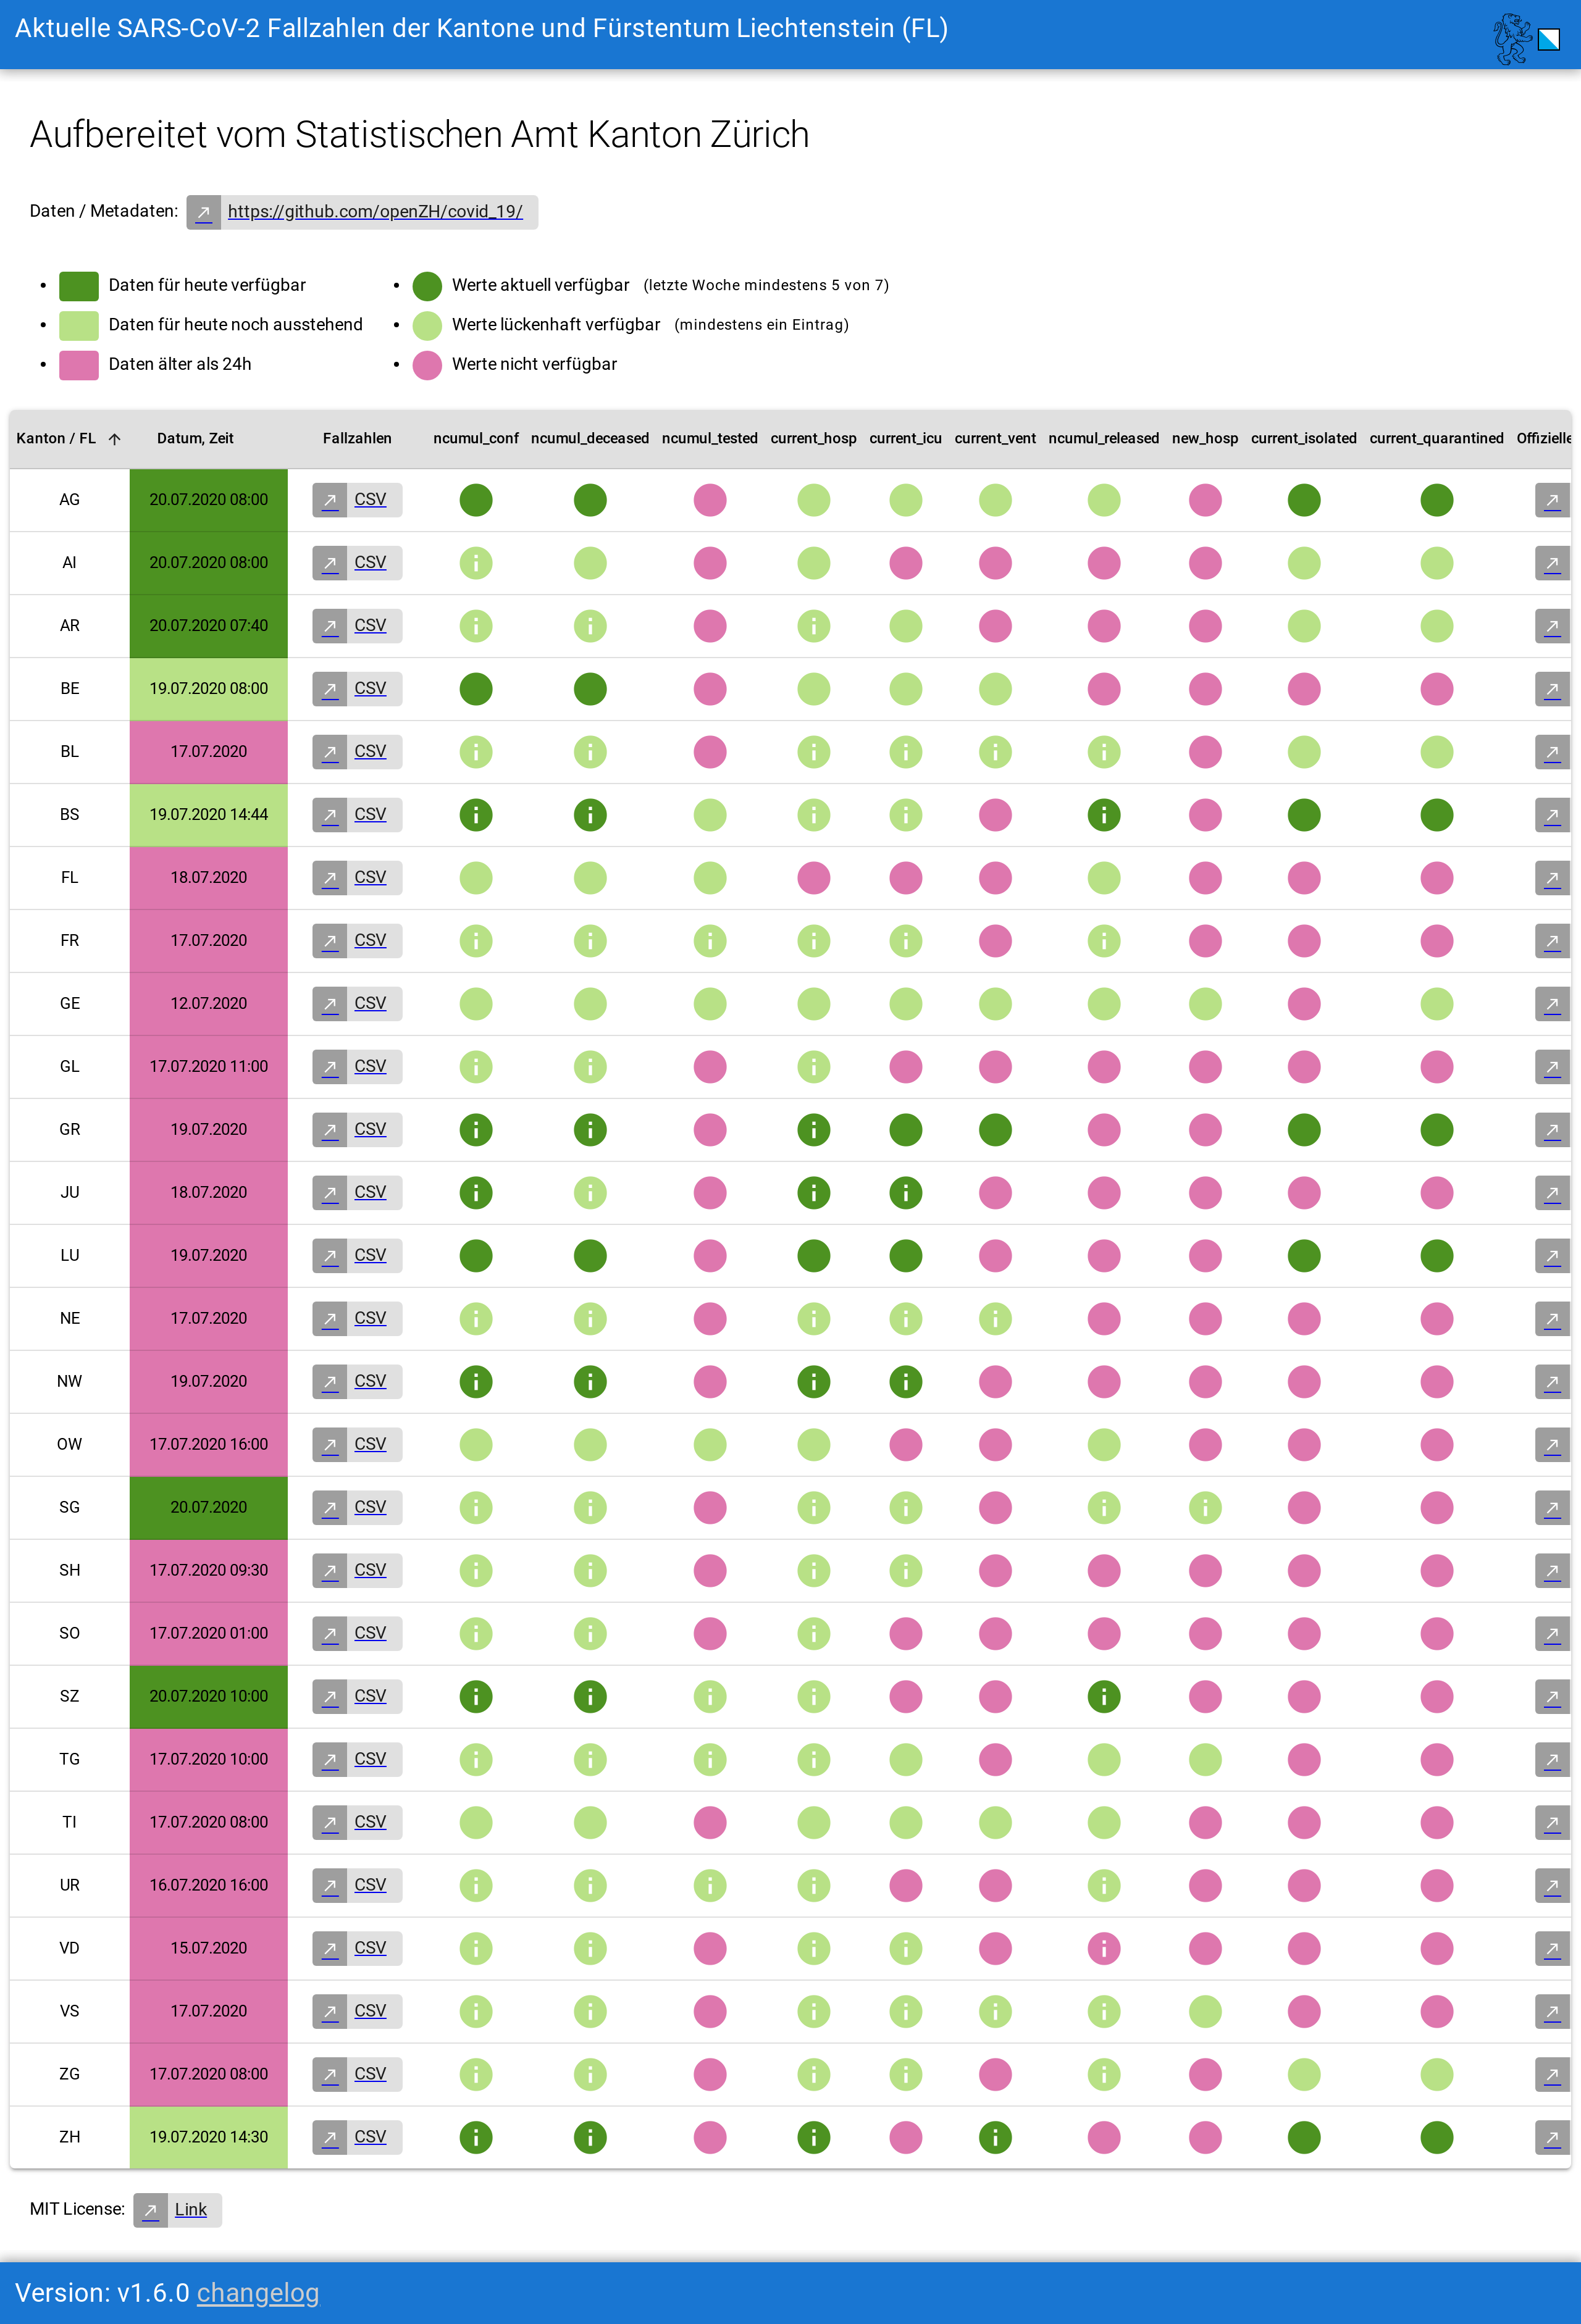 Aktuelle SARS-CoV-2 Fallzahlen der Kantone und Fürstentum Liechtenstein (FL)
Aufbereitet vom Statistischen Amt Kanton Zürich
Daten / Metadaten: https://github.com/openZH/covid_19/
Daten für heute verfügbar
Daten für heute noch ausstehend
Daten älter als 24h
Werte aktuell verfügbar (letzte Woche mindestens 5 von 7)
Werte lückenhaft verfügbar (mindestens ein Eintrag)
Werte nicht verfügbar
Kanton / FL Datum, Zeit Fallzahlen ncumul_conf ncumul_deceased ncumul_tested current_hosp current_icu current_vent ncumul_released new_hosp current_isolated current_quarantined Offizielle
AG 20.07.2020 08:00 CSV
AI 20.07.2020 08:00 CSV
AR 20.07.2020 07:40 CSV
BE 19.07.2020 08:00 CSV
BL 17.07.2020 CSV
BS 19.07.2020 14:44 CSV
FL 18.07.2020 CSV
FR 17.07.2020 CSV
GE 12.07.2020 CSV
GL 17.07.2020 11:00 CSV
GR 19.07.2020 CSV
JU 18.07.2020 CSV
LU 19.07.2020 CSV
NE 17.07.2020 CSV
NW 19.07.2020 CSV
OW 17.07.2020 16:00 CSV
SG 20.07.2020 CSV
SH 17.07.2020 09:30 CSV
SO 17.07.2020 01:00 CSV
SZ 20.07.2020 10:00 CSV
TG 17.07.2020 10:00 CSV
TI 17.07.2020 08:00 CSV
UR 16.07.2020 16:00 CSV
VD 15.07.2020 CSV
VS 17.07.2020 CSV
ZG 17.07.2020 08:00 CSV
ZH 19.07.2020 14:30 CSV
MIT License: Link
Version: v1.6.0 changelog